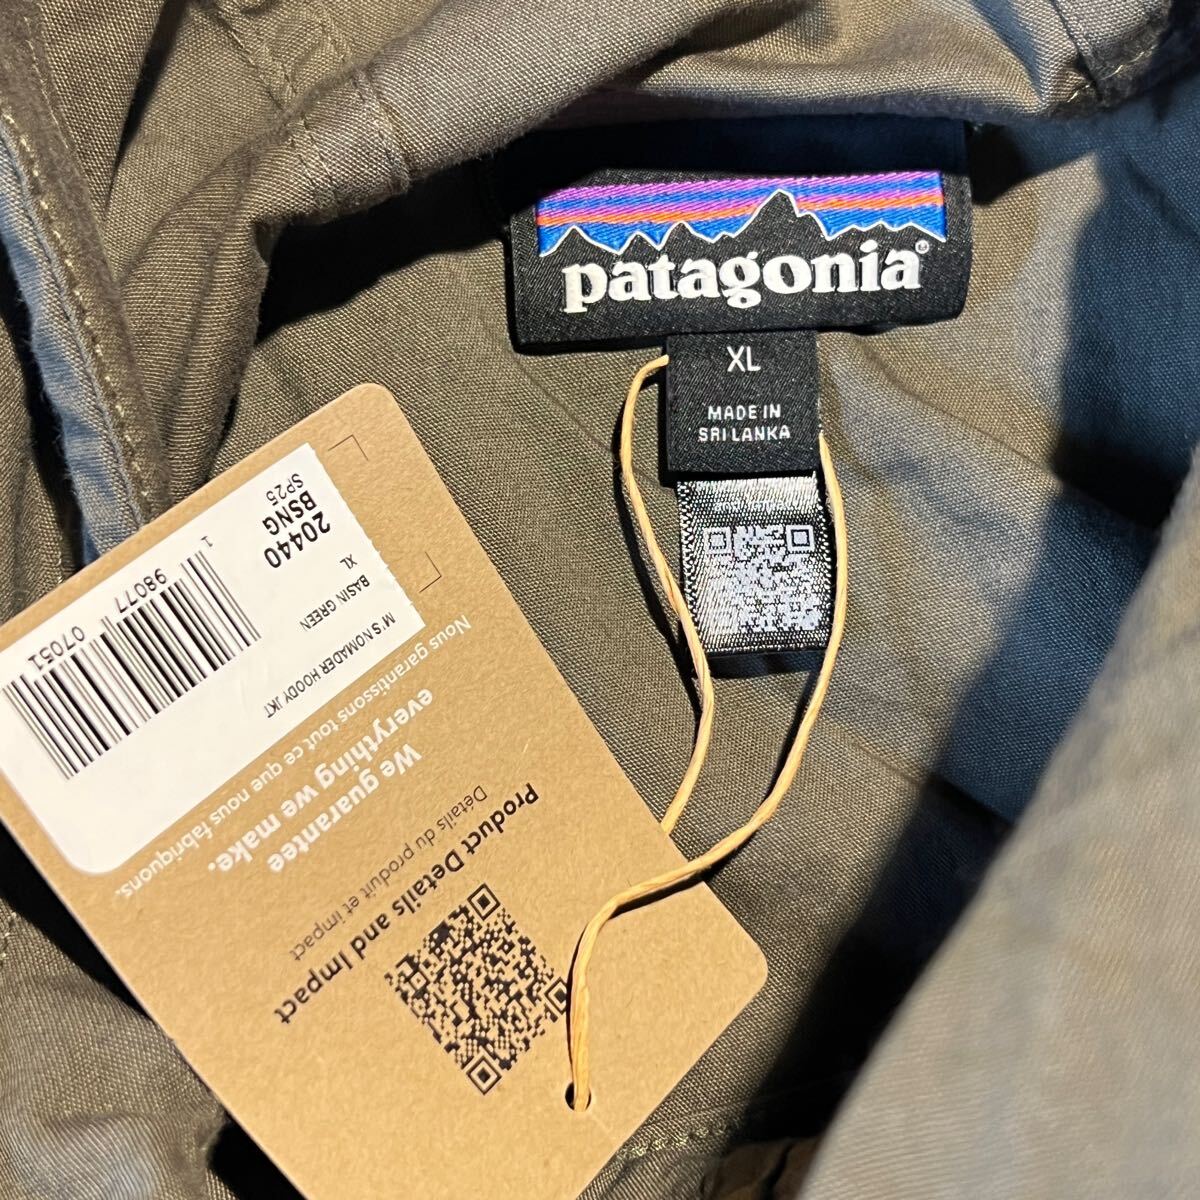 patagonia®
XL
MADE IN
SRI LANKA
20440
BSNG
SP25
M'S NOMADER HOODY JKT
BASIN GREEN
XL
1 98077 07051
We guarantee
everything we make.
Nous garantissons tout ce que nous fabriquons.
Product Details and Impact
Détails du produit et impact